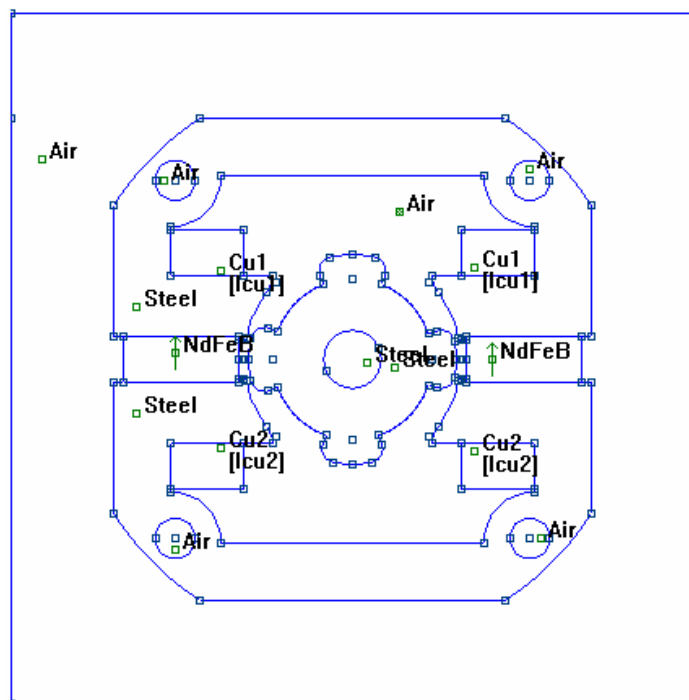 Air
Air
Air
Air
Cu1
[Icu1]
Cu1
[Icu1]
Steel
NdFeB
Steel
Steel
NdFeB
Steel
Cu2
[Icu2]
Cu2
[Icu2]
Air
Air